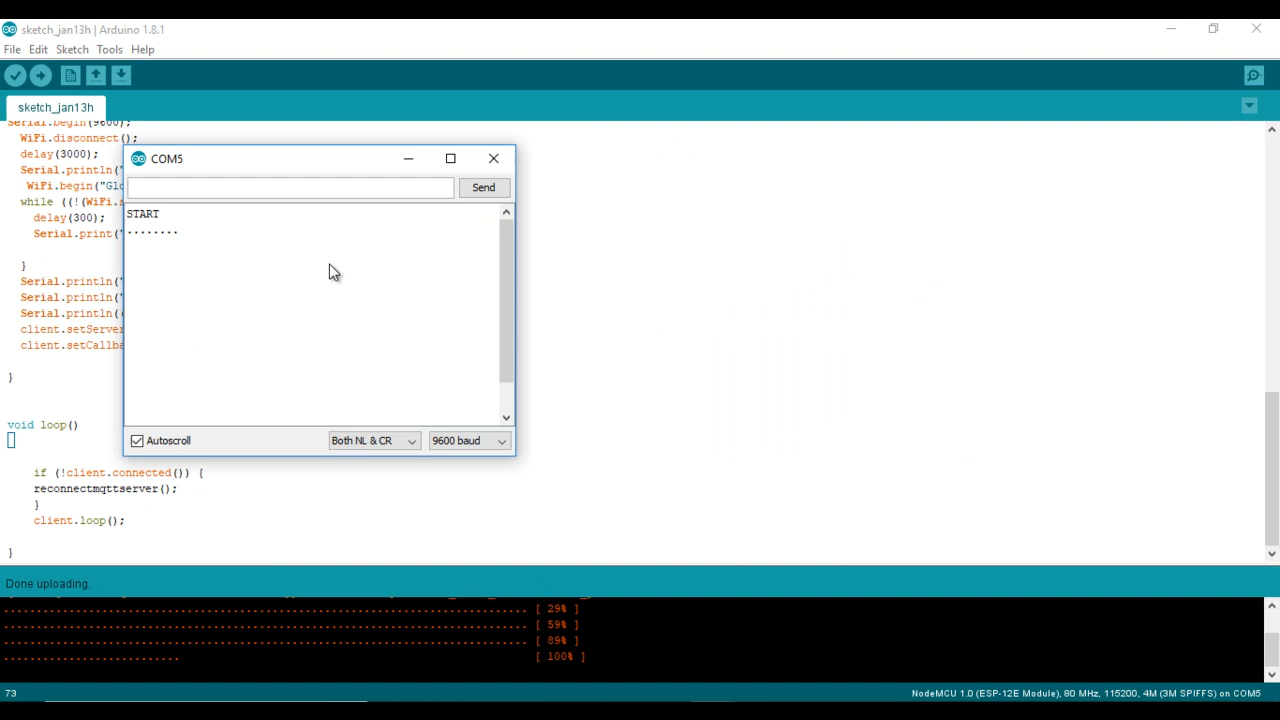 sketch_jan13h | Arduino 1.8.1
File Edit Sketch Tools Help
sketch_jan13h
Serial.begin(9600);
WiFi.disconnect();
delay(3000);
COM5
Serial.println("
WiFi.begin("Glo
Send
while ((!(WiFi.s
START
delay(300);
Serial.print("
........
}
Serial.println("
Serial.println("
Serial.println((
client.setServer
client.setCallba
}
void loop()
Autoscroll Both NL & CR 9600 baud
if (!client.connected()) {
reconnectmqttserver();
}
client.loop();
}
Done uploading.
................................................................................ [ 29% ]
................................................................................ [ 59% ]
................................................................................ [ 89% ]
........................... [ 100% ]
73 NodeMCU 1.0 (ESP-12E Module), 80 MHz, 115200, 4M (3M SPIFFS) on COM5